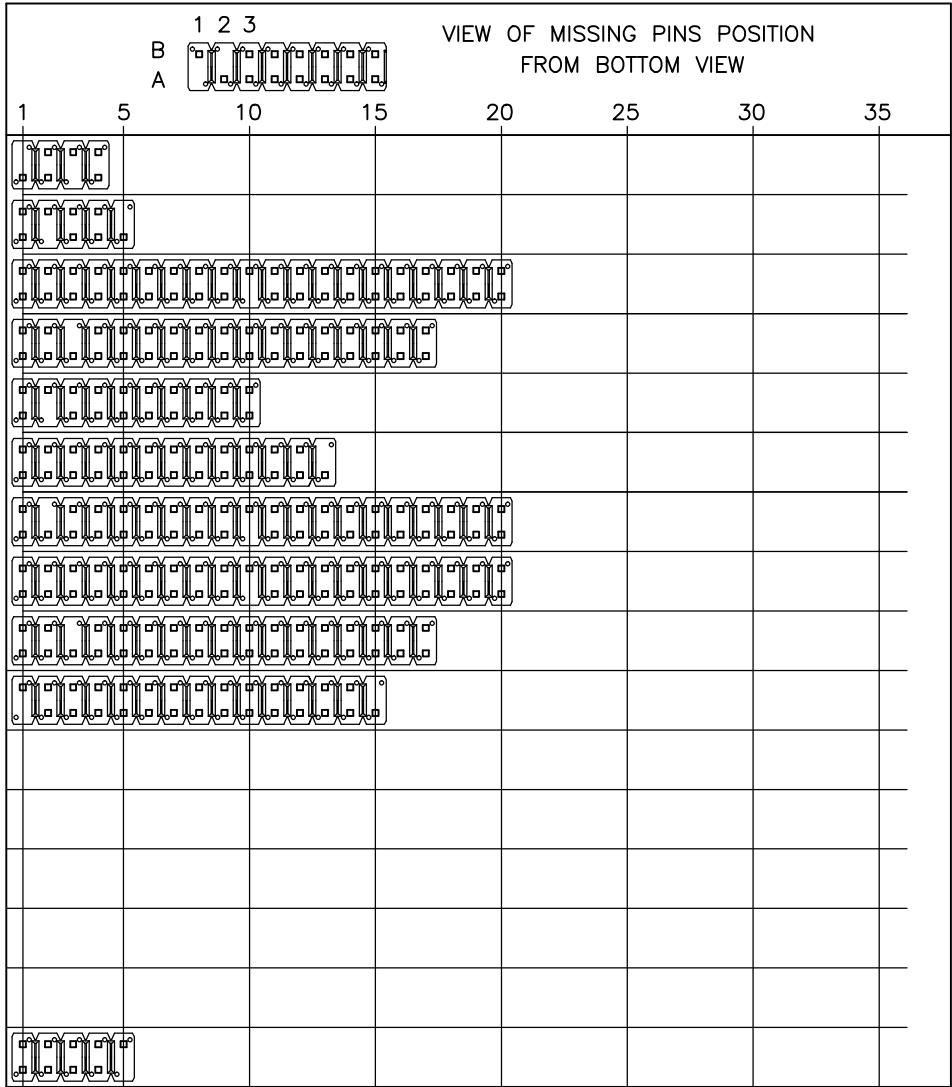 1 2 3
B
A
VIEW OF MISSING PINS POSITION
FROM BOTTOM VIEW
1 5 10 15 20 25 30 35